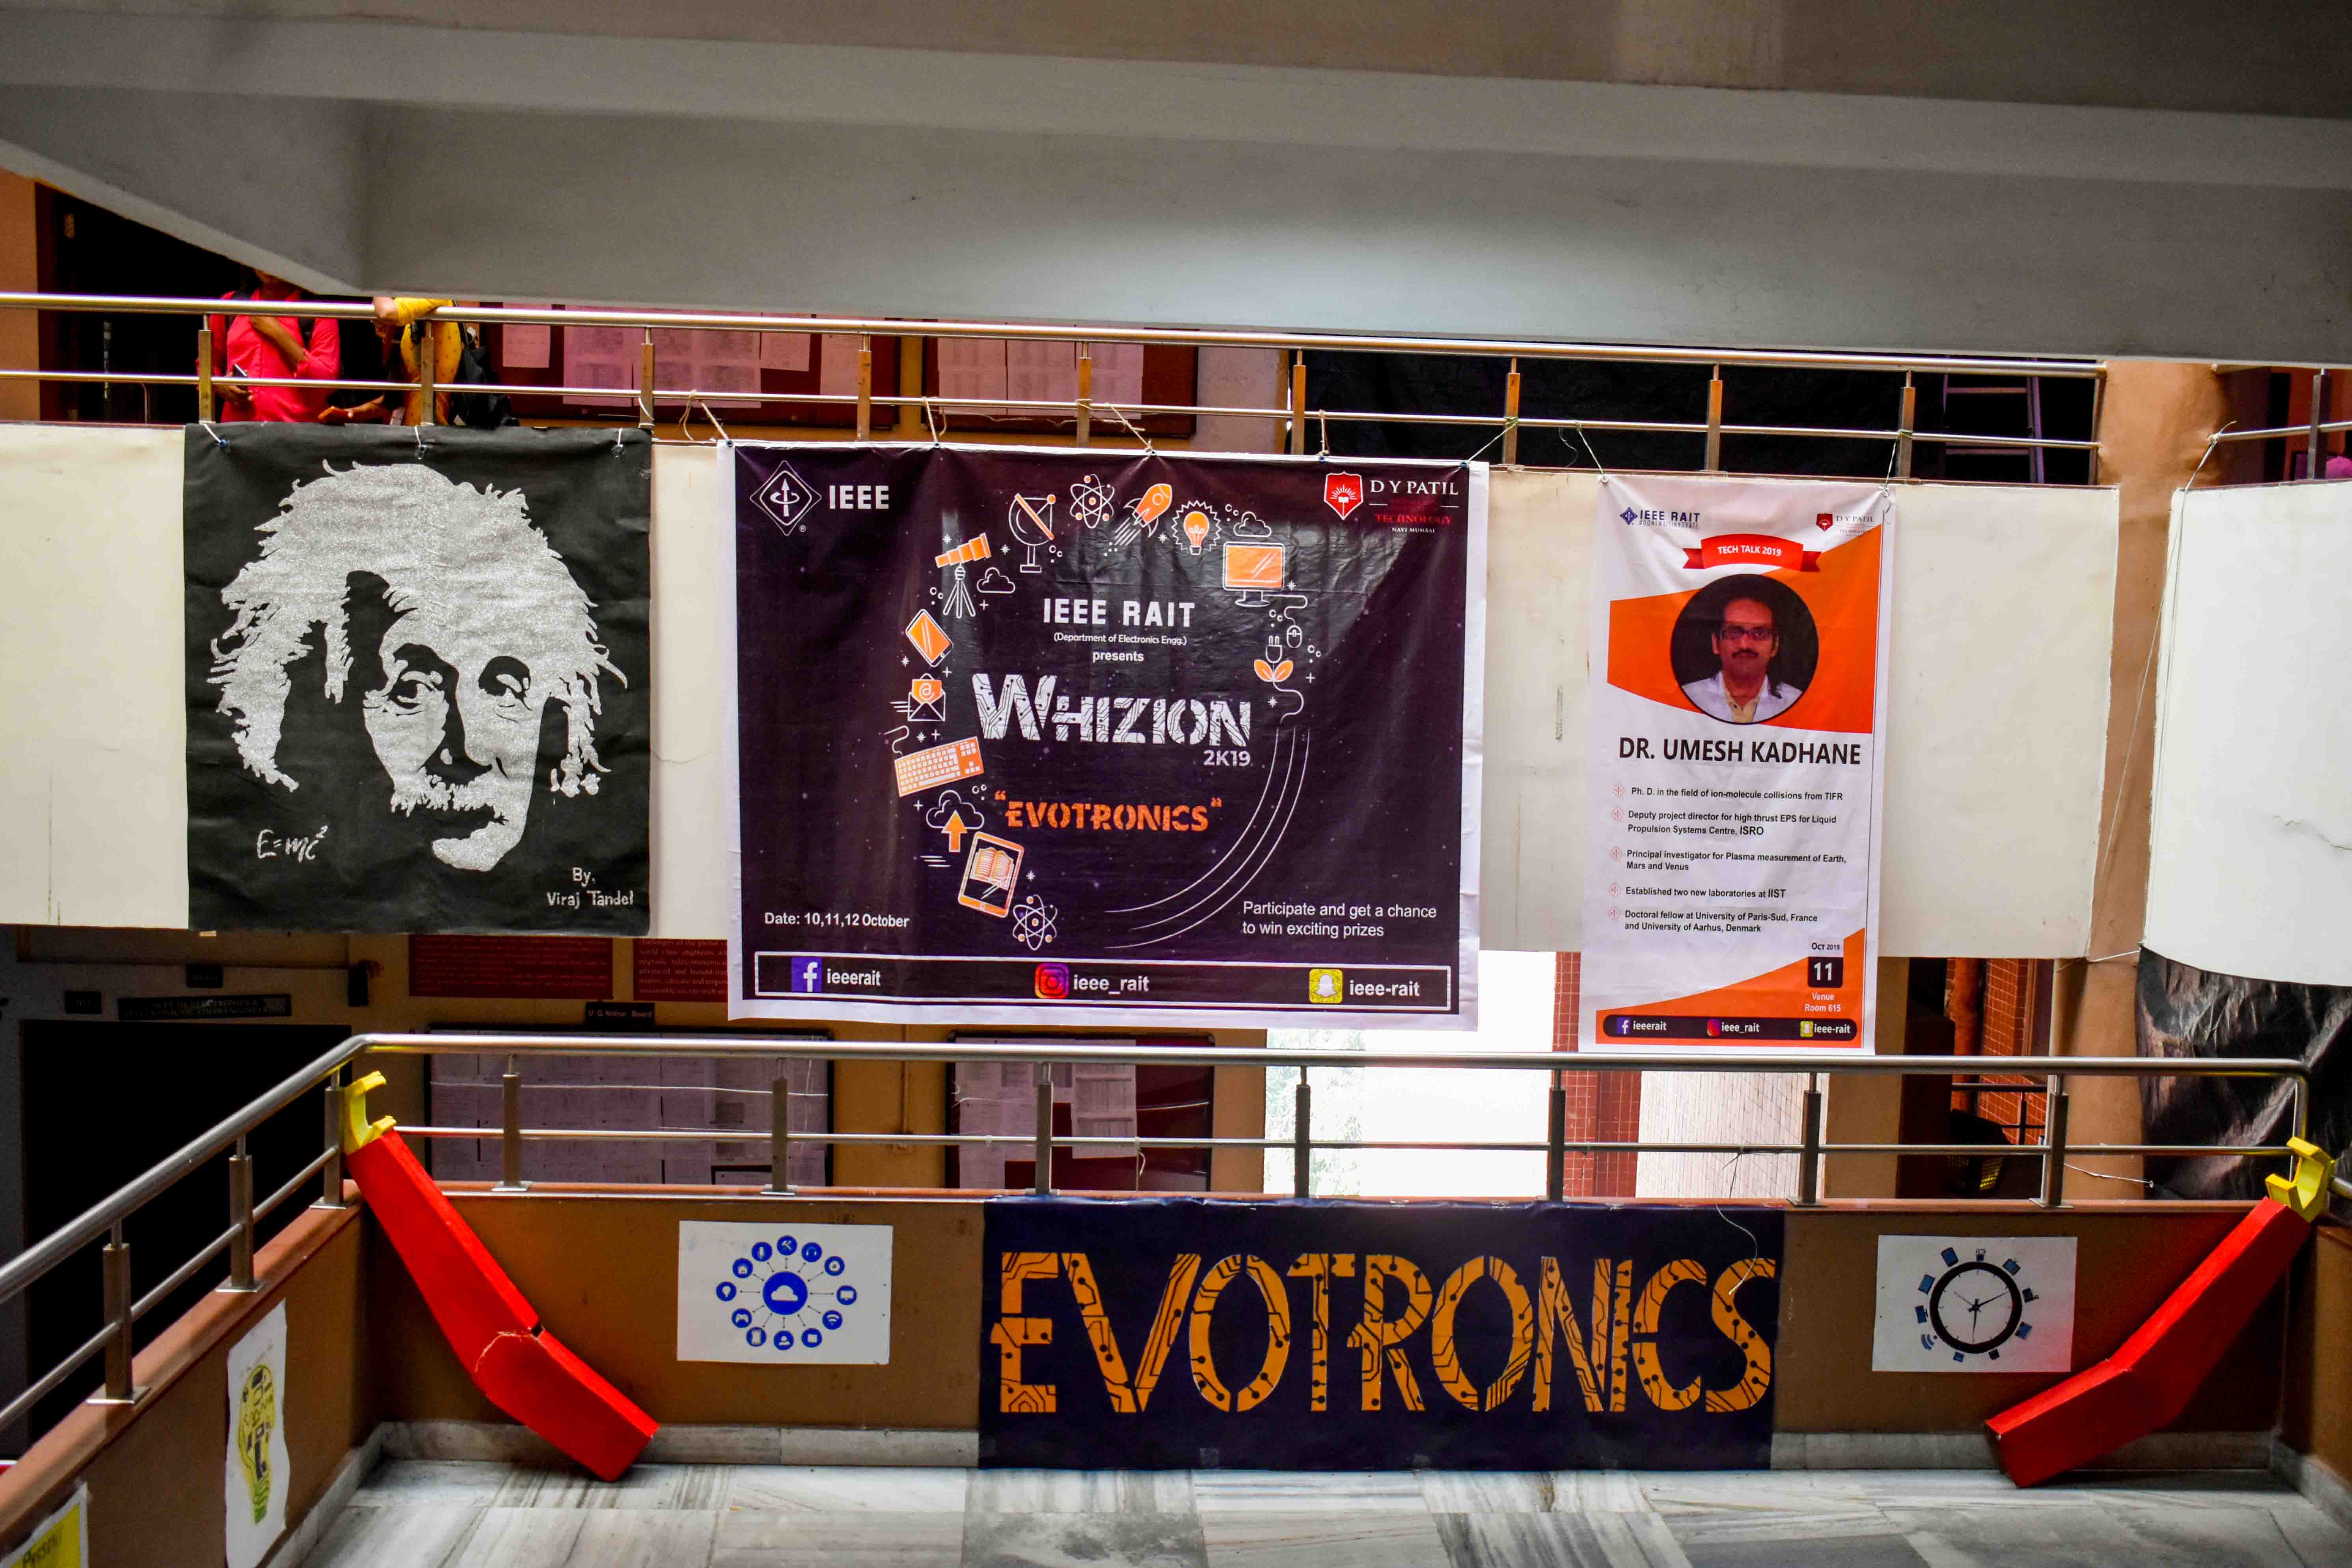 E=mc²
By,
Viraj Tandel
IEEE
D Y PATIL
TECHNOLOGY
NAVI MUMBAI
IEEE RAIT
(Department of Electronics Engg.)
presents
WHIZION
2K19
"EVOTRONICS"
Date: 10,11,12 October
Participate and get a chance
to win exciting prizes
ieeerait
ieee_rait
ieee-rait
IEEE RAIT
D Y PATIL
TECH TALK 2019
DR. UMESH KADHANE
Ph. D. in the field of ion-molecule collisions from TIFR
Deputy project director for high thrust EPS for Liquid
Propulsion Systems Centre, ISRO
Principal investigator for Plasma measurement of Earth,
Mars and Venus
Established two new laboratories at IIST
Doctoral fellow at University of Paris-Sud, France
and University of Aarhus, Denmark
Oct 2019
11
Venue
Room 615
ieeerait
ieee_rait
ieee-rait
U.G. Notice Board
EVOTRONICS